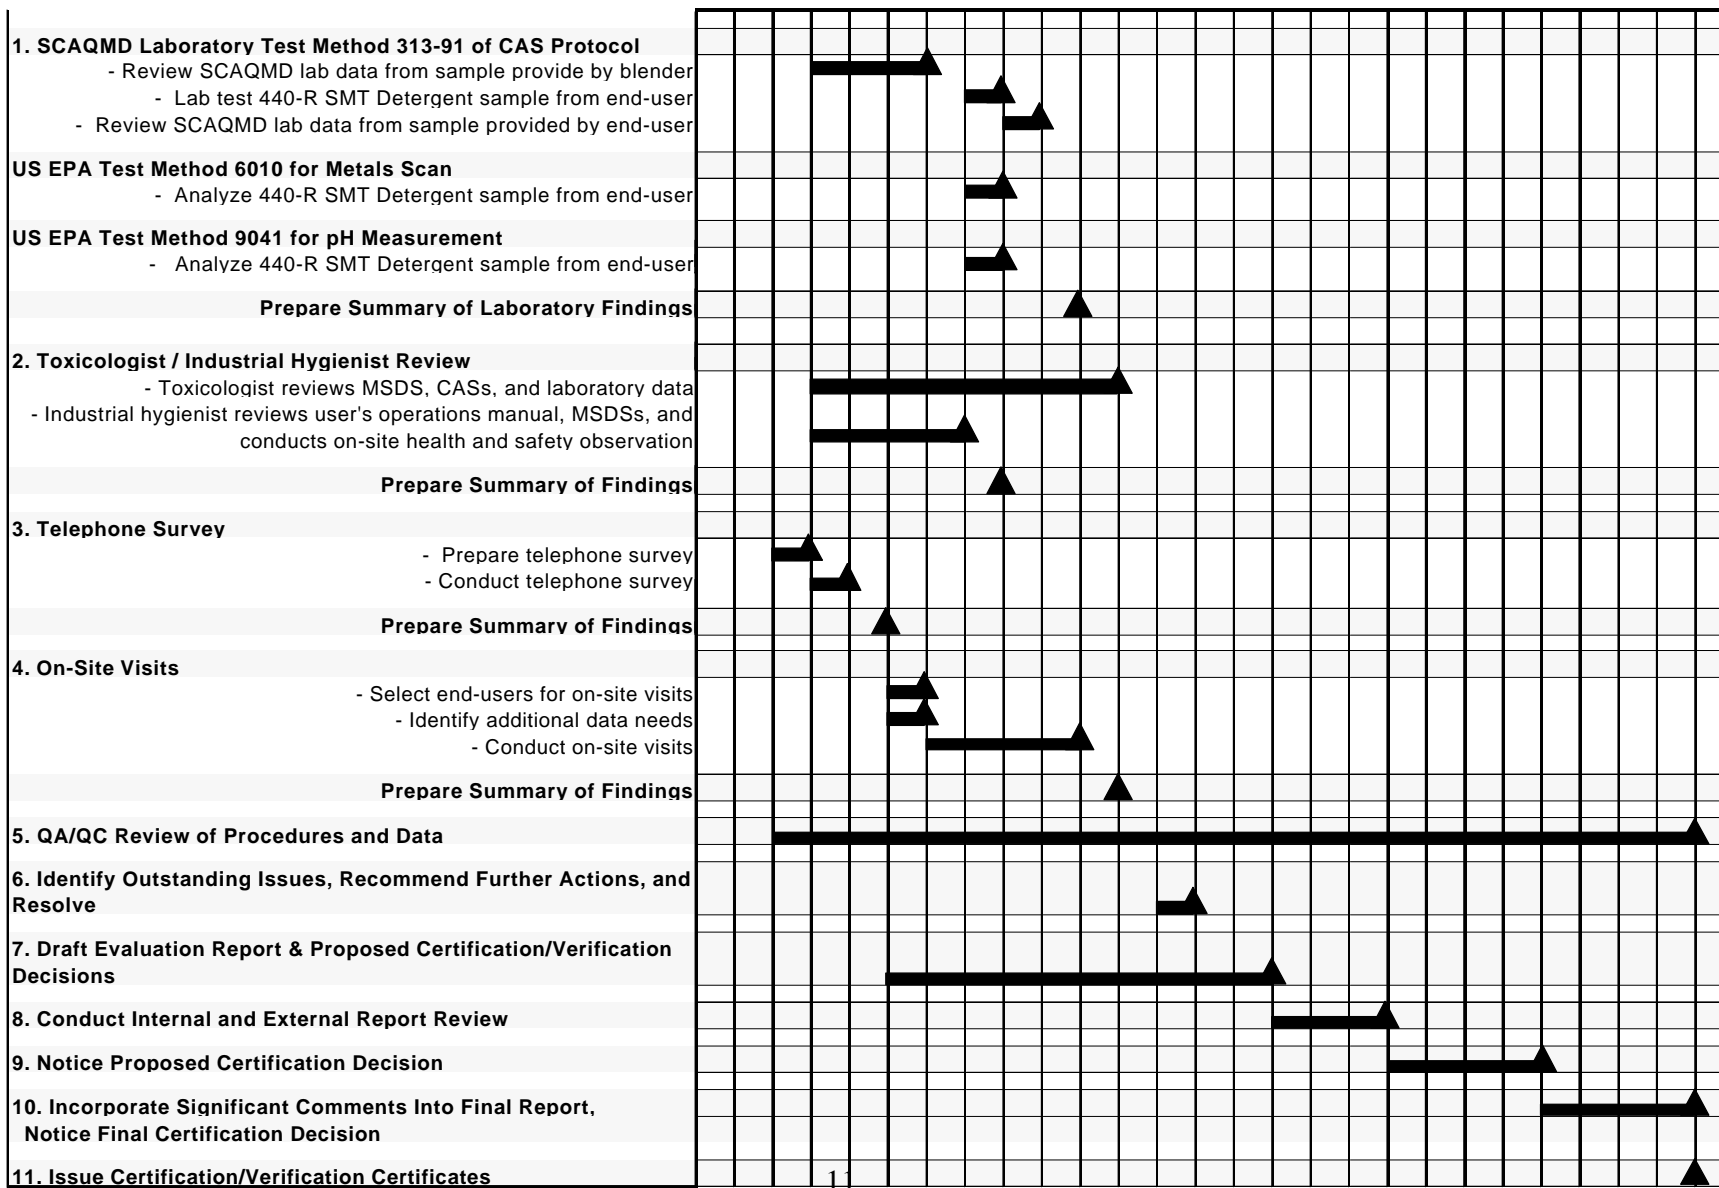 1. SCAQMD Laboratory Test Method 313-91 of CAS Protocol
- Review SCAQMD lab data from sample provide by blender
- Lab test 440-R SMT Detergent sample from end-user
- Review SCAQMD lab data from sample provided by end-user
US EPA Test Method 6010 for Metals Scan
- Analyze 440-R SMT Detergent sample from end-user
US EPA Test Method 9041 for pH Measurement
- Analyze 440-R SMT Detergent sample from end-user
Prepare Summary of Laboratory Findings
2. Toxicologist / Industrial Hygienist Review
- Toxicologist reviews MSDS, CASs, and laboratory data
- Industrial hygienist reviews user's operations manual, MSDSs, and
conducts on-site health and safety observation
Prepare Summary of Findings
3. Telephone Survey
- Prepare telephone survey
- Conduct telephone survey
Prepare Summary of Findings
4. On-Site Visits
- Select end-users for on-site visits
- Identify additional data needs
- Conduct on-site visits
Prepare Summary of Findings
5. QA/QC Review of Procedures and Data
6. Identify Outstanding Issues, Recommend Further Actions, and
Resolve
7. Draft Evaluation Report & Proposed Certification/Verification
Decisions
8. Conduct Internal and External Report Review
9. Notice Proposed Certification Decision
10. Incorporate Significant Comments Into Final Report,
Notice Final Certification Decision
11. Issue Certification/Verification Certificates
11